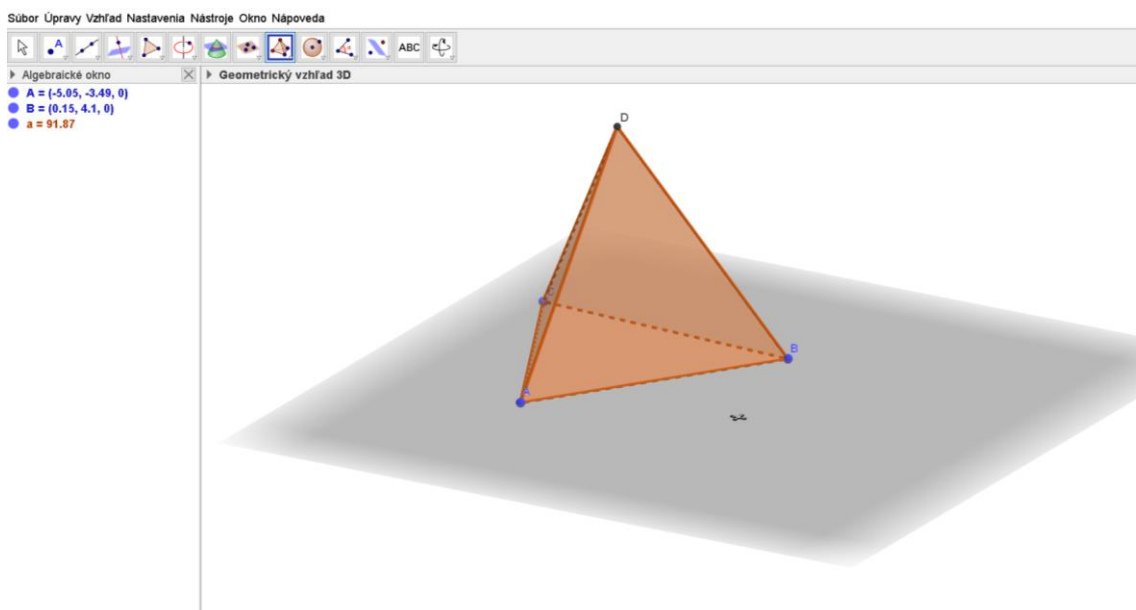 Súbor Úpravy Vzhľad Nastavenia Nástroje Okno Nápoveda
A ABC
Algebraické okno
Geometrický vzhľad 3D
A = (-5.05, -3.49, 0)
B = (0.15, 4.1, 0)
a = 91.87
D
C
B
A